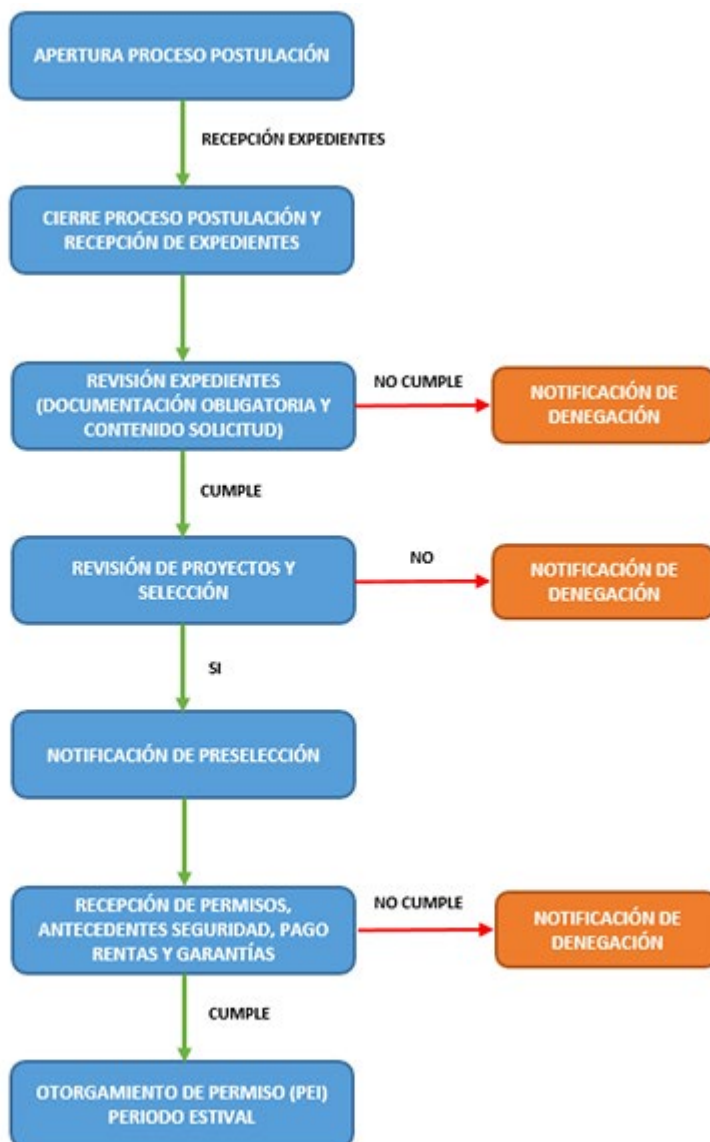 APERTURA PROCESO POSTULACIÓN
RECEPCIÓN EXPEDIENTES
CIERRE PROCESO POSTULACIÓN Y
RECEPCIÓN DE EXPEDIENTES
REVISIÓN EXPEDIENTES
(DOCUMENTACIÓN OBLIGATORIA Y
CONTENIDO SOLICITUD)
NO CUMPLE
NOTIFICACIÓN DE
DENEGACIÓN
CUMPLE
REVISIÓN DE PROYECTOS Y
SELECCIÓN
NO
NOTIFICACIÓN DE
DENEGACIÓN
SI
NOTIFICACIÓN DE PRESELECCIÓN
RECEPCIÓN DE PERMISOS,
ANTECEDENTES SEGURIDAD, PAGO
RENTAS Y GARANTÍAS
NO CUMPLE
NOTIFICACIÓN DE
DENEGACIÓN
CUMPLE
OTORGAMIENTO DE PERMISO (PEI)
PERIODO ESTIVAL